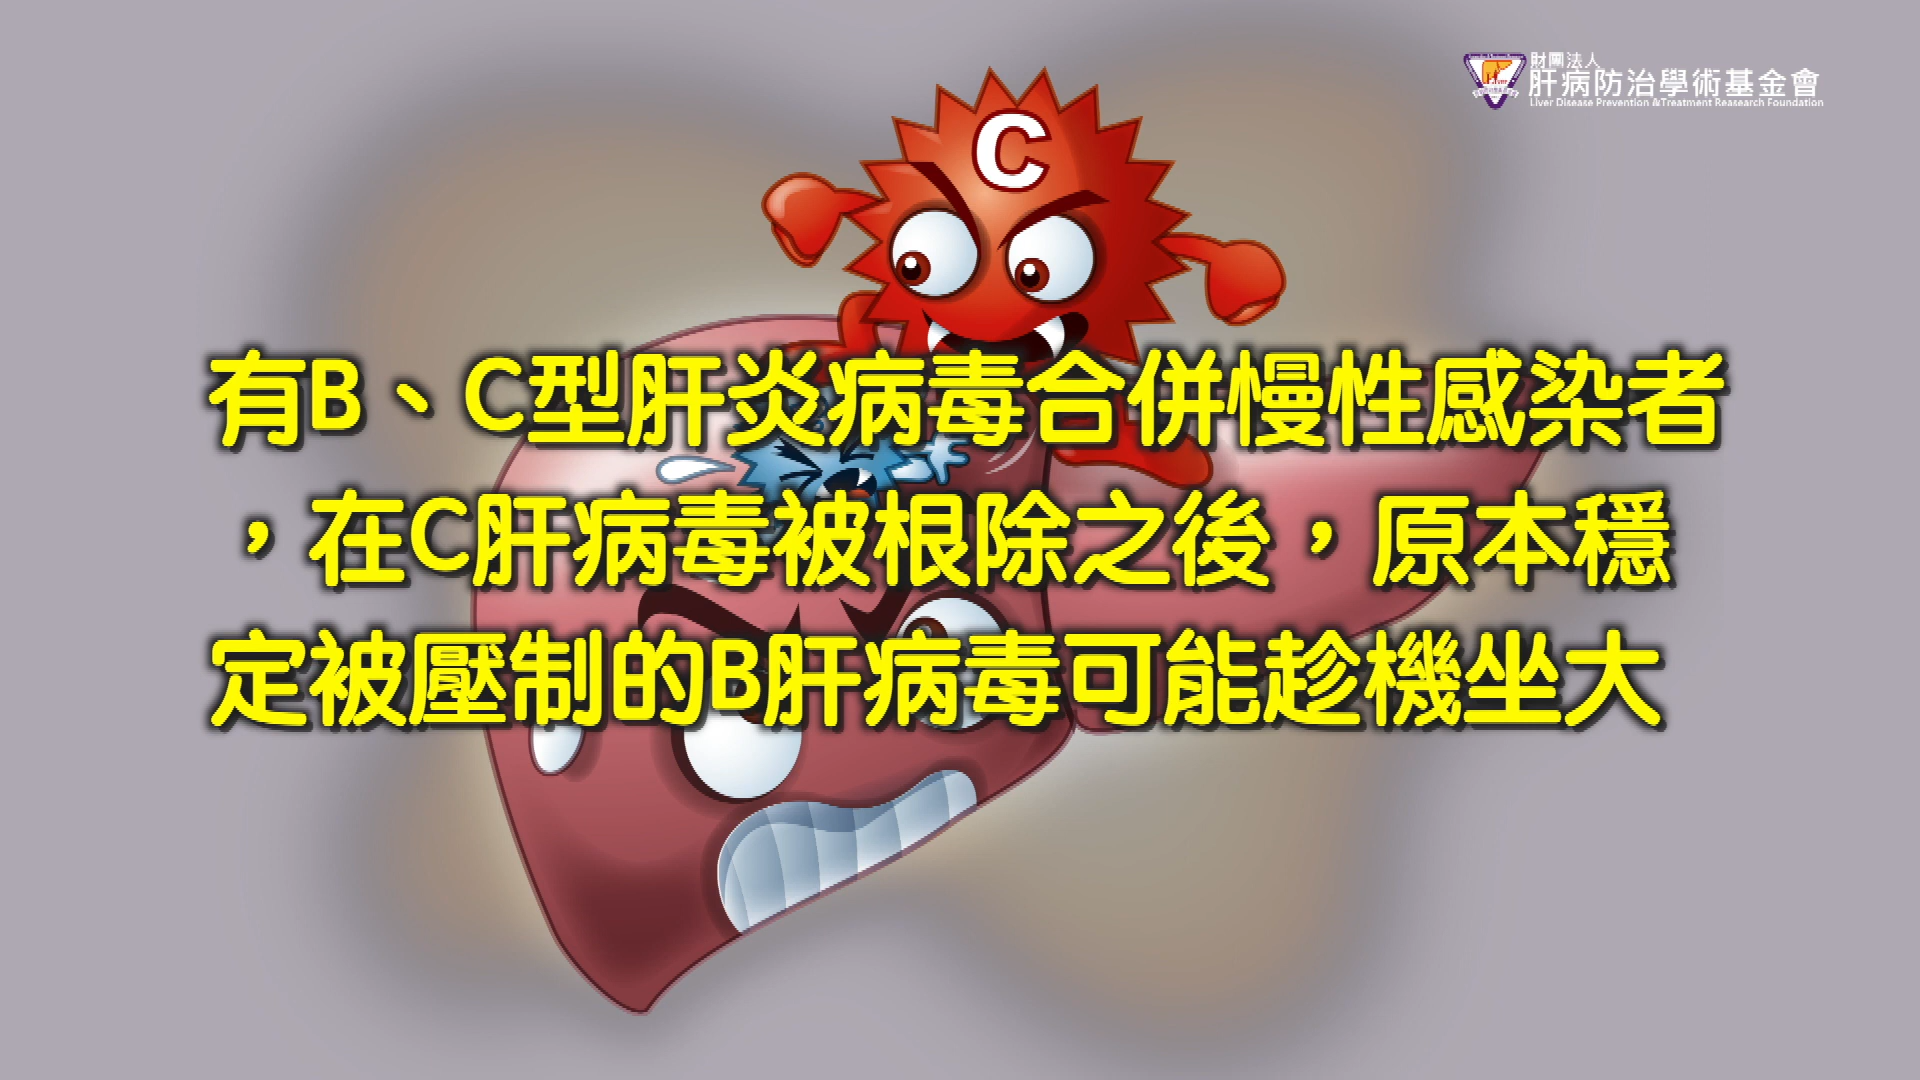 財團法人
肝病防治學術基金會
Liver Disease Prevention &Treatment Reasearch Foundation
C
有B、C型肝炎病毒合併慢性感染者
，在C肝病毒被根除之後，原本穩
定被壓制的B肝病毒可能趁機坐大